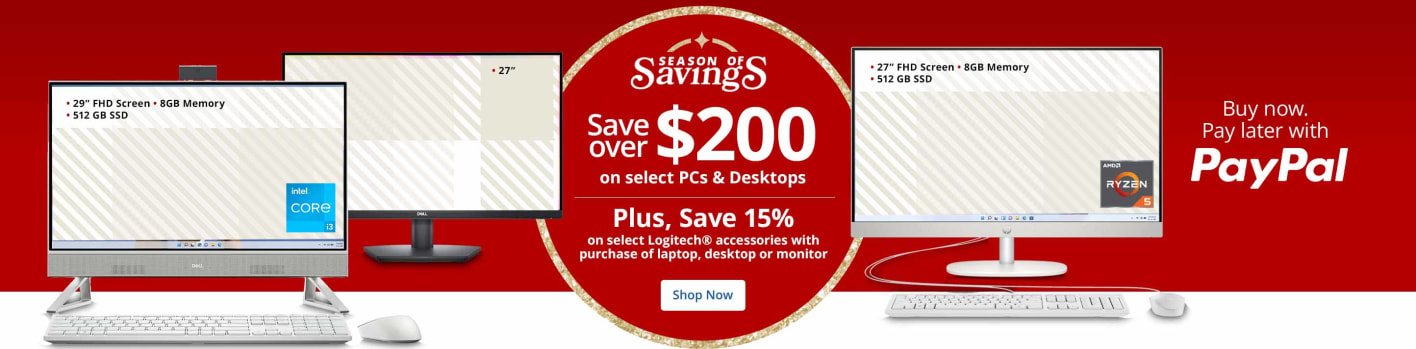 • 29” FHD Screen • 8GB Memory
• 512 GB SSD
intel.
CORE
i3
DELL
• 27”
DELL
SEASON OF
Savings
Save
over
$200
on select PCs & Desktops
Plus, Save 15%
on select Logitech® accessories with
purchase of laptop, desktop or monitor
Shop Now
• 27” FHD Screen • 8GB Memory
• 512 GB SSD
AMD
RYZEN
5
hp
Buy now.
Pay later with
PayPal